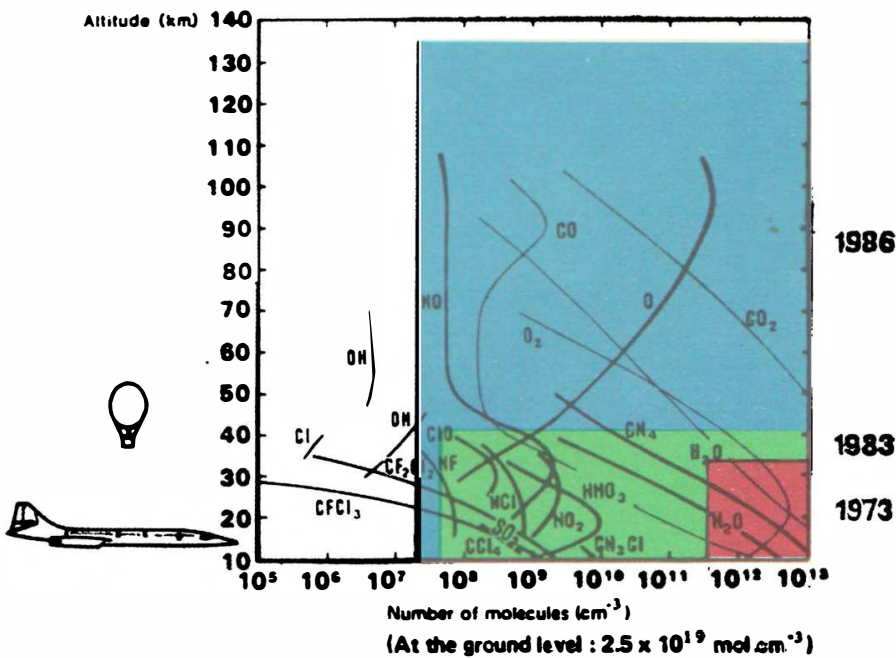 Altitude (km)
140
130
120
110
100
90
80
70
60
50
40
30
20
10
10⁵
10⁶
10⁷
10⁸
10⁹
10¹⁰
10¹¹
10¹²
10¹³
Number of molecules (cm⁻³)
(At the ground level : 2.5 x 10¹⁹ mol.cm⁻³)
1986
1983
1973
CO
NO
O
O₂
CO₂
OH
OH
Cl
ClO
CH₄
H₂O
CF₂Cl₂
HF
HCl
HNO₃
NO₂
H₂O
CFCl₃
SO₂
CCl₄
CH₃Cl